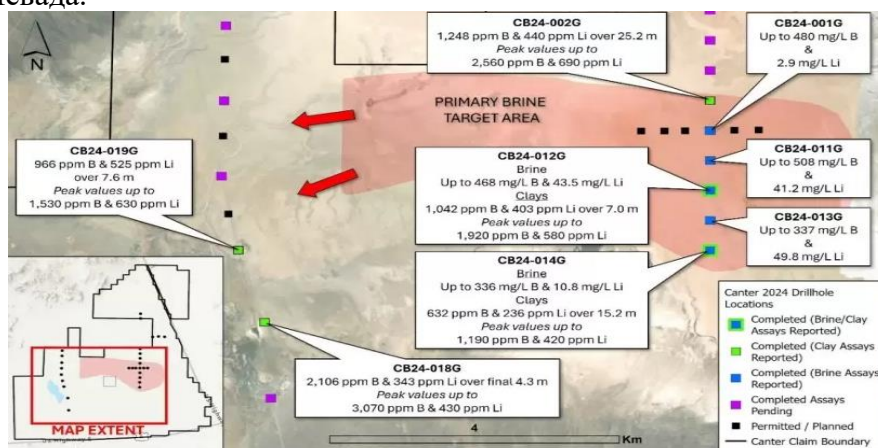 невада.
N
CB24-002G
1,248 ppm B & 440 ppm Li over 25.2 m
Peak values up to
2,560 ppm B & 690 ppm Li
CB24-001G
Up to 480 mg/L B
&
2.9 mg/L Li
PRIMARY BRINE
TARGET AREA
CB24-019G
966 ppm B & 525 ppm Li
over 7.6 m
Peak values up to
1,530 ppm B & 630 ppm Li
CB24-012G
Brine
Up to 468 mg/L B & 43.5 mg/L Li
Clays
1,042 ppm B & 403 ppm Li over 7.0 m
Peak values up to
1,920 ppm B & 580 ppm Li
CB24-011G
Up to 508 mg/L B
&
41.2 mg/L Li
CB24-013G
Up to 337 mg/L B
&
49.8 mg/L Li
CB24-014G
Brine
Up to 336 mg/L B & 10.8 mg/L Li
Clays
632 ppm B & 236 ppm Li over 15.2 m
Peak values up to
1,190 ppm B & 420 ppm Li
CB24-018G
2,106 ppm B & 343 ppm Li over final 4.3 m
Peak values up to
3,070 ppm B & 430 ppm Li
MAP EXTENT
4
Km
Canter 2024 Drillhole
Locations
Completed (Brine/Clay
Assays Reported)
Completed (Clay Assays
Reported)
Completed (Brine Assays
Reported)
Completed Assays
Pending
Permitted / Planned
Canter Claim Boundary